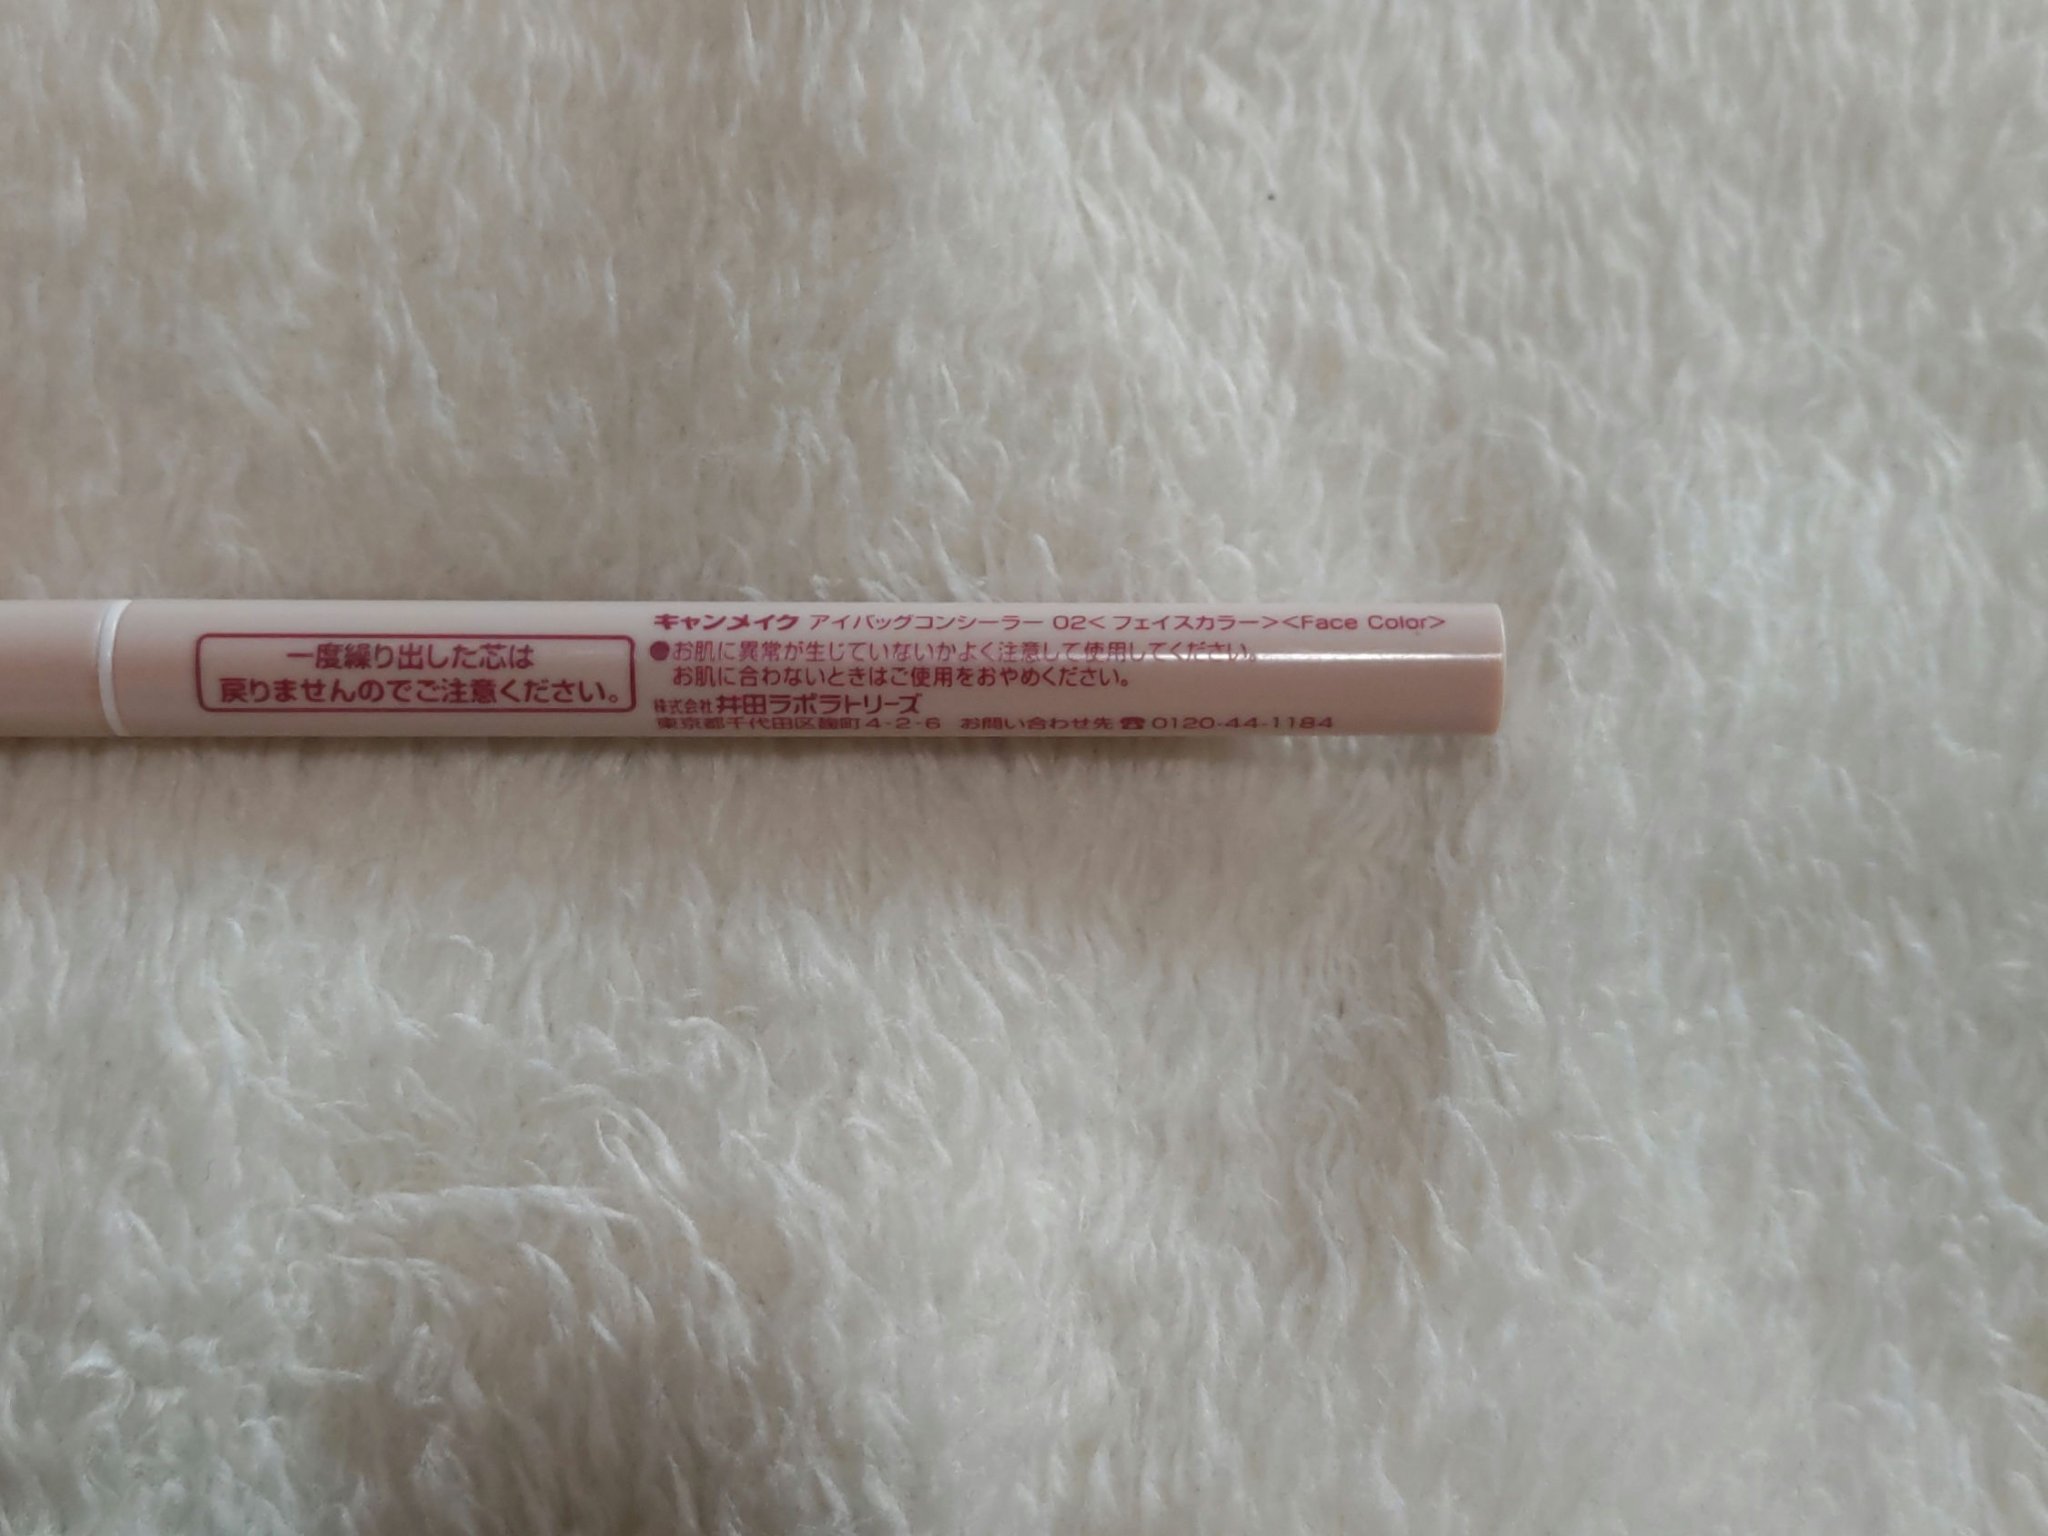 一度繰り出した芯は
戻りませんのでご注意ください。
キャンメイク アイバッグコンシーラー 02<フェイスカラー><Face Color>
●お肌に異常が生じていないかよく注意して使用してください。
お肌に合わないときはご使用をおやめください。
株式会社 井田ラボラトリーズ
東京都千代田区麹町4-2-6 お問い合わせ先☎0120-44-1184